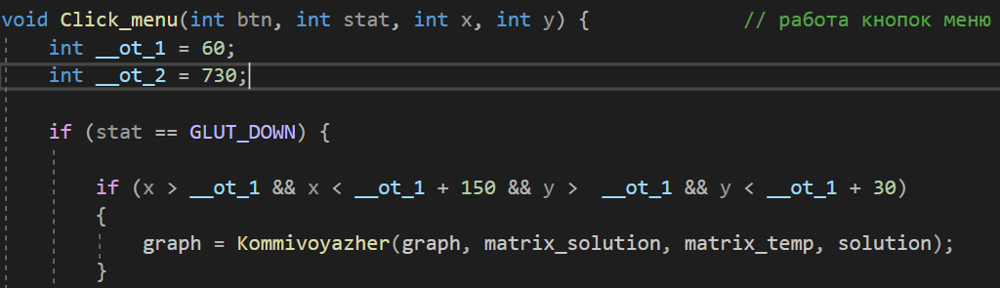 void Click_menu(int btn, int stat, int x, int y) { // работа кнопок меню
int __ot_1 = 60;
int __ot_2 = 730;
if (stat == GLUT_DOWN) {
if (x > __ot_1 && x < __ot_1 + 150 && y > __ot_1 && y < __ot_1 + 30)
{
graph = Kommivoyazher(graph, matrix_solution, matrix_temp, solution);
}